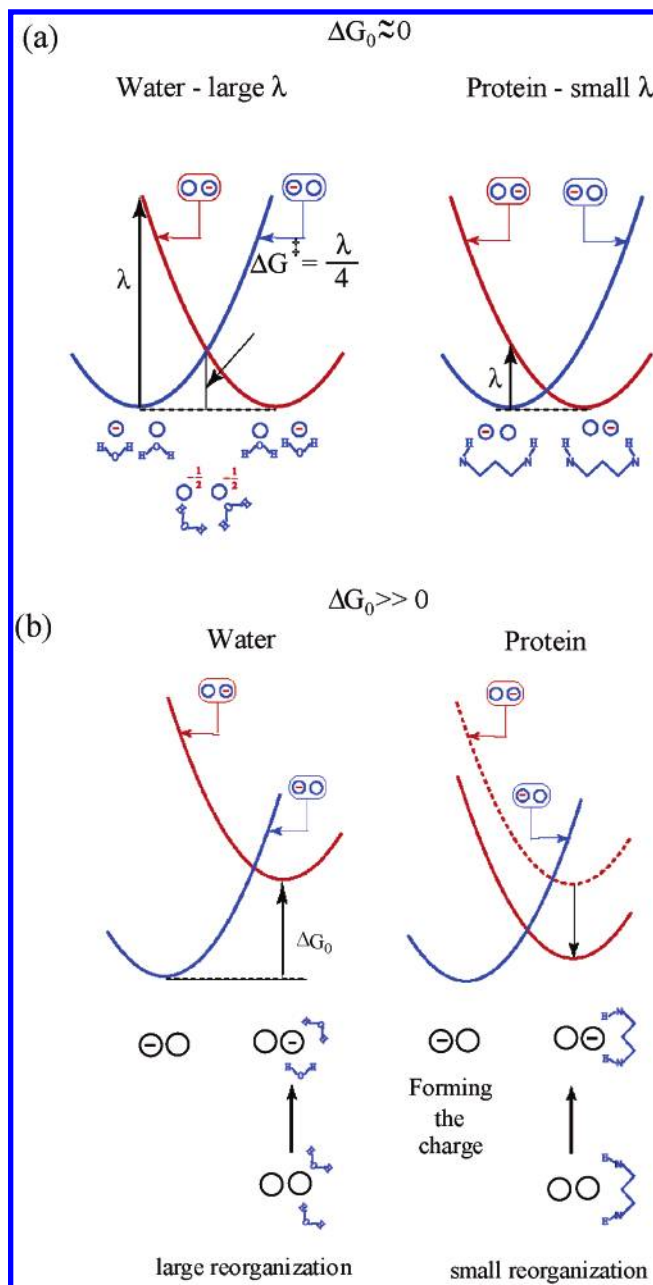 (a)
ΔG₀≈0
Water - large λ
Protein - small λ
ΔG‡ = λ/4
λ
λ
− −
− −
H O H H O H
H O H H O H
H N N H
H N N H
−1/2 −1/2
ΔG₀>> 0
(b)
Water
Protein
ΔG₀
Forming
the
charge
H O H
H-N
H-N
H-N
H-N
large reorganization
small reorganization